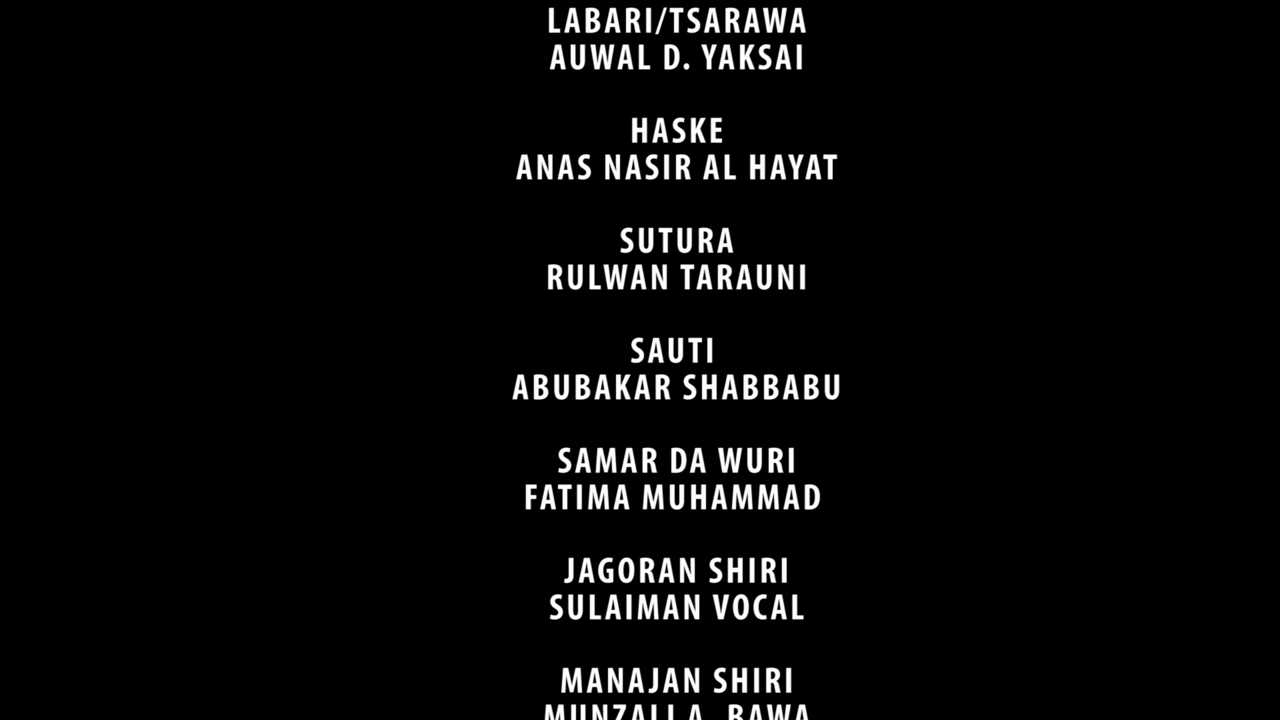 LABARI/TSARAWA
AUWAL D. YAKSAI
HASKE
ANAS NASIR AL HAYAT
SUTURA
RULWAN TARAUNI
SAUTI
ABUBAKAR SHABBABU
SAMAR DA WURI
FATIMA MUHAMMAD
JAGORAN SHIRI
SULAIMAN VOCAL
MANAJAN SHIRI
BAWA